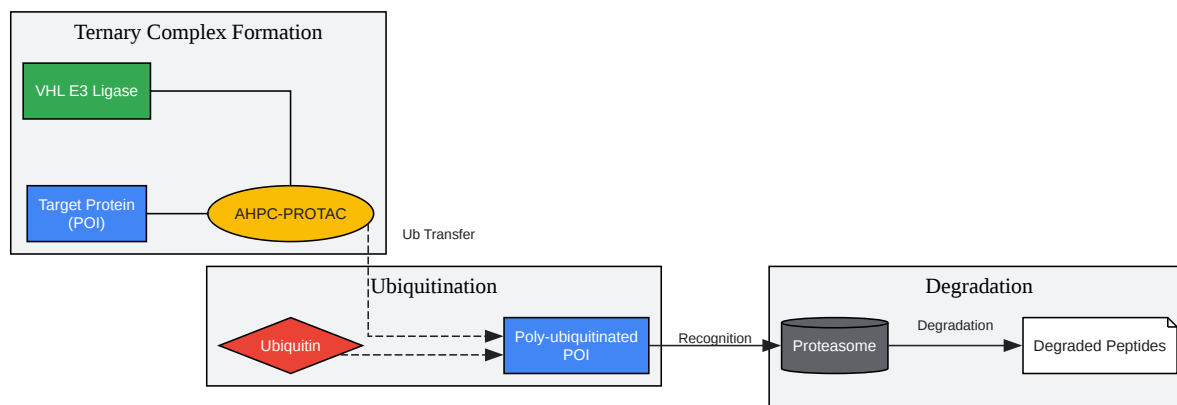 Ternary Complex Formation
VHL E3 Ligase
Target Protein
(POI)
AHPC-PROTAC
Ub Transfer
Ubiquitination
Ubiquitin
Poly-ubiquitinated
POI
Recognition
Degradation
Proteasome
Degradation
Degraded Peptides